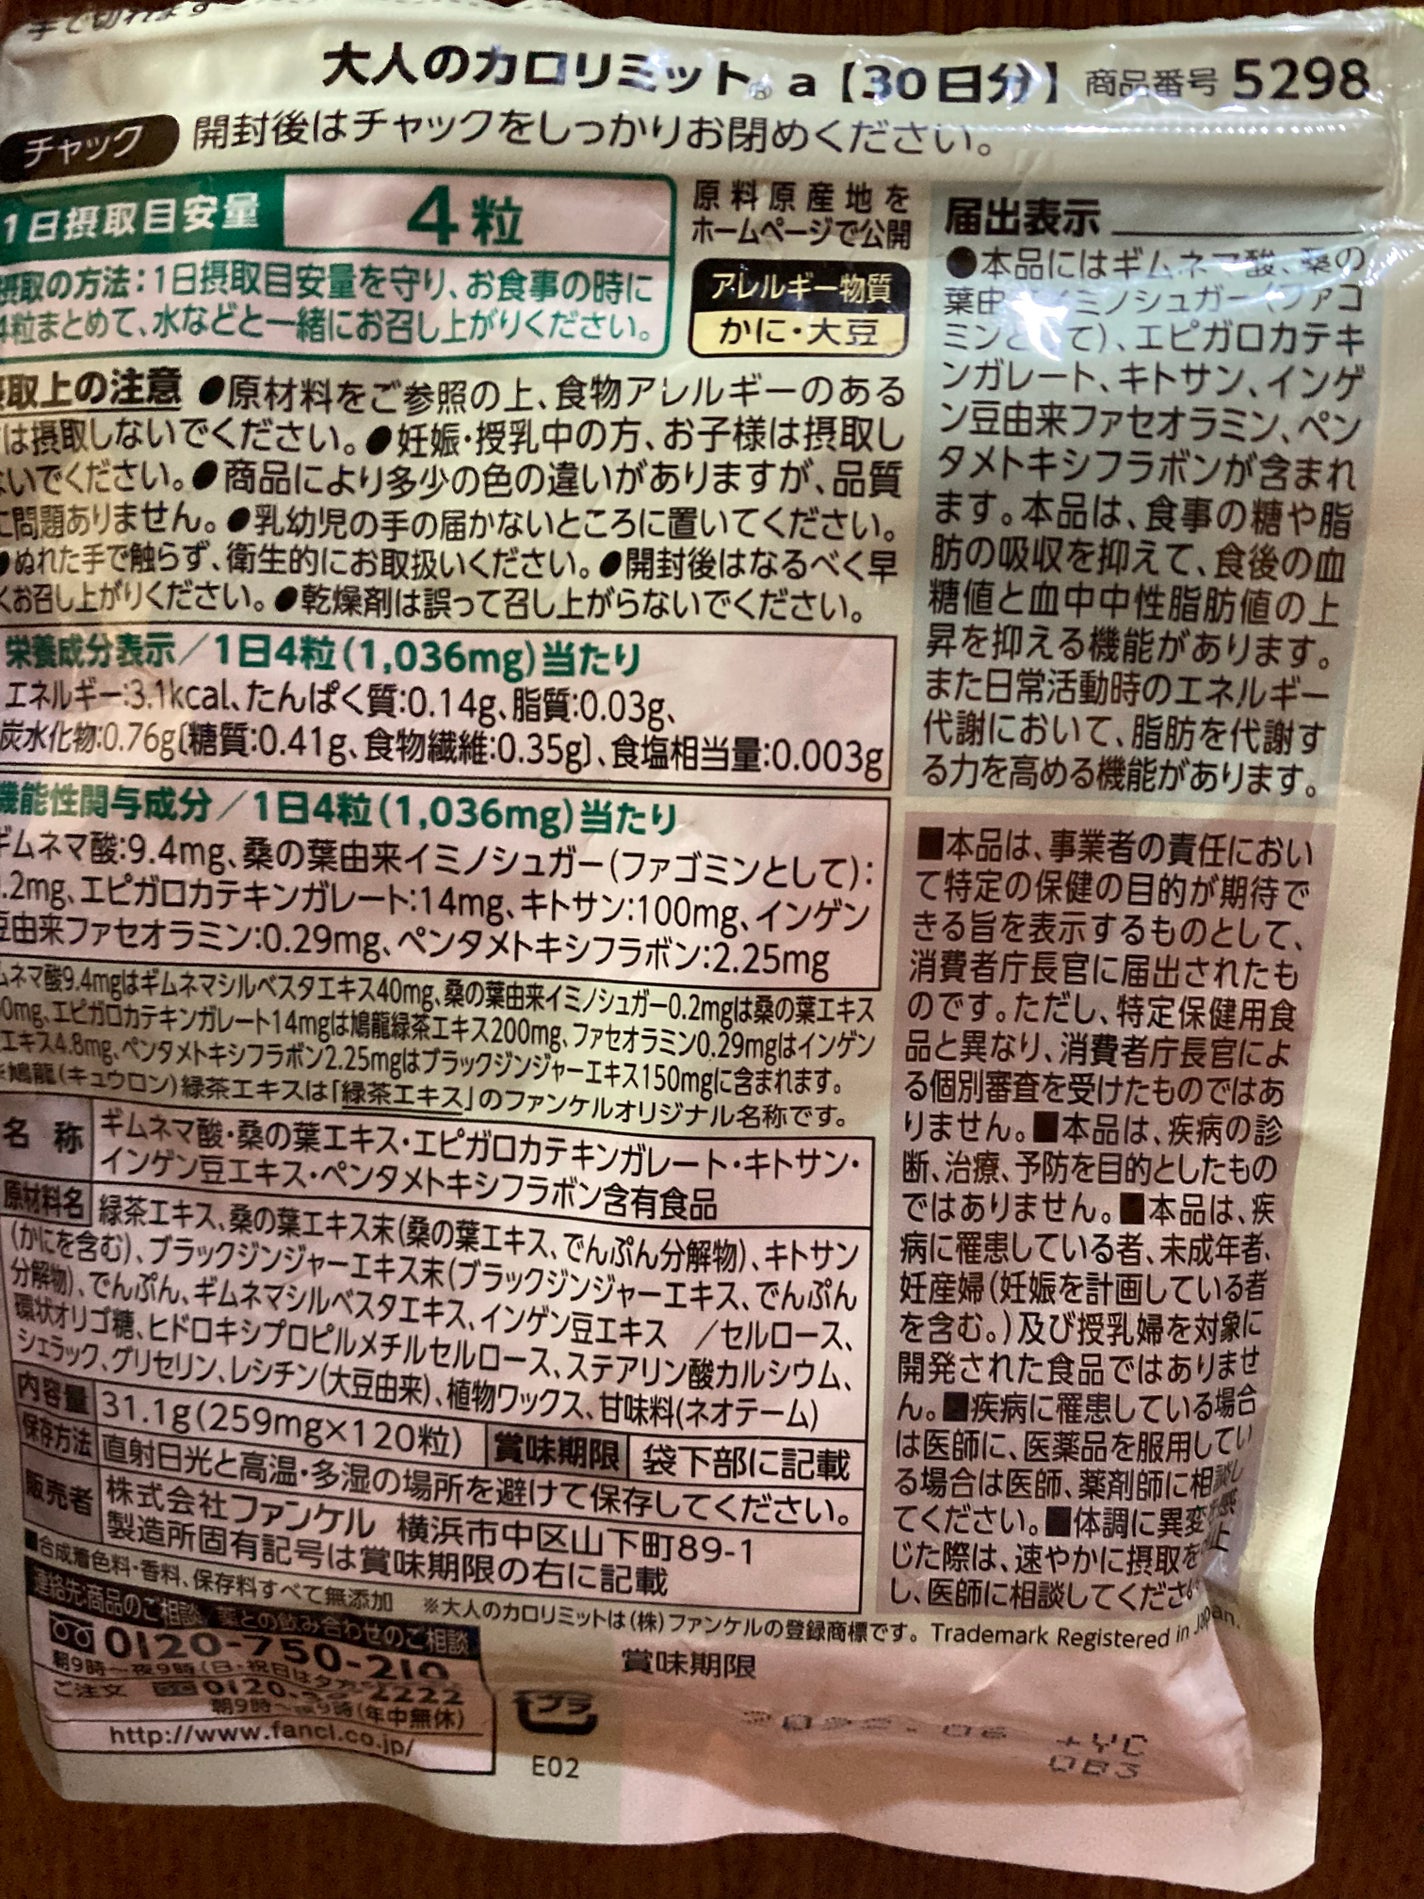 手で切れます
大人のカロリミット® a【30日分】 商品番号 5298
チャック 開封後はチャックをしっかりお閉めください。
1日摂取目安量 4粒
摂取の方法：1日摂取目安量を守り、お食事の時に
4粒まとめて、水などと一緒にお召し上がりください。
原料原産地を
ホームページで公開
アレルギー物質
かに・大豆
摂取上の注意 ●原材料をご参照の上、食物アレルギーのある
は摂取しないでください。●妊娠・授乳中の方、お子様は摂取し
ないでください。●商品により多少の色の違いがありますが、品質
に問題ありません。●乳幼児の手の届かないところに置いてください。
●ぬれた手で触らず、衛生的にお取扱いください。●開封後はなるべく早
くお召し上がりください。●乾燥剤は誤って召し上がらないでください。
栄養成分表示／1日4粒(1,036mg)当たり
エネルギー:3.1kcal、たんぱく質:0.14g、脂質:0.03g、
炭水化物:0.76g〔糖質:0.41g、食物繊維:0.35g〕、食塩相当量:0.003g
機能性関与成分／1日4粒(1,036mg)当たり
ギムネマ酸:9.4mg、桑の葉由来イミノシュガー(ファゴミンとして):
.2mg、エピガロカテキンガレート:14mg、キトサン:100mg、インゲン
豆由来ファセオラミン:0.29mg、ペンタメトキシフラボン:2.25mg
ムネマ酸9.4mgはギムネマシルベスタエキス40mg、桑の葉由来イミノシュガー0.2mgは桑の葉エキス
0mg、エピガロカテキンガレート14mgは鳩龍緑茶エキス200mg、ファセオラミン0.29mgはインゲン
エキス4.8mg、ペンタメトキシフラボン2.25mgはブラックジンジャーエキス150mgに含まれます。
※鳩龍(キュウロン)緑茶エキスは「緑茶エキス」のファンケルオリジナル名称です。
名 称 ギムネマ酸・桑の葉エキス・エピガロカテキンガレート・キトサン・
インゲン豆エキス・ペンタメトキシフラボン含有食品
原材料名 緑茶エキス、桑の葉エキス末(桑の葉エキス、でんぷん分解物)、キトサン
(かにを含む)、ブラックジンジャーエキス末(ブラックジンジャーエキス、でんぷん
分解物)、でんぷん、ギムネマシルベスタエキス、インゲン豆エキス ／セルロース、
環状オリゴ糖、ヒドロキシプロピルメチルセルロース、ステアリン酸カルシウム、
シェラック、グリセリン、レシチン(大豆由来)、植物ワックス、甘味料(ネオテーム)
内容量 31.1g(259mg×120粒) 賞味期限 袋下部に記載
保存方法 直射日光と高温・多湿の場所を避けて保存してください。
販売者 株式会社ファンケル 横浜市中区山下町89-1
製造所固有記号は賞味期限の右に記載
■合成着色料・香料、保存料すべて無添加 ※大人のカロリミットは(株)ファンケルの登録商標です。Trademark Registered in Japan.
連絡先 商品のご相談 薬との飲み合わせのご相談
0120-750-210
朝9時～夜9時(日・祝日は夕方
ご注文 0120- 2222
朝9時～夜9時(年中無休)
http://www.fancl.co.jp/
プラ
E02
賞味期限
+YC
届出表示
●本品にはギムネマ酸、桑の
葉由 イミノシュガー(ファゴ
ミンとして)、エピガロカテキ
ンガレート、キトサン、インゲ
ン豆由来ファセオラミン、ペン
タメトキシフラボンが含まれ
ます。本品は、食事の糖や脂
肪の吸収を抑えて、食後の血
糖値と血中中性脂肪値の上
昇を抑える機能があります。
また日常活動時のエネルギー
代謝において、脂肪を代謝す
る力を高める機能があります。
■本品は、事業者の責任におい
て特定の保健の目的が期待で
きる旨を表示するものとして、
消費者庁長官に届出されたも
のです。ただし、特定保健用食
品と異なり、消費者庁長官によ
る個別審査を受けたものではあ
りません。■本品は、疾病の診
断、治療、予防を目的としたもの
ではありません。■本品は、疾
病に罹患している者、未成年者、
妊産婦(妊娠を計画している者
を含む。)及び授乳婦を対象に
開発された食品ではありませ
ん。■疾病に罹患している場合
は医師に、医薬品を服用してい
る場合は医師、薬剤師に相談し
てください。■体調に異変を感
じた際は、速やかに摂取を中止
し、医師に相談してください